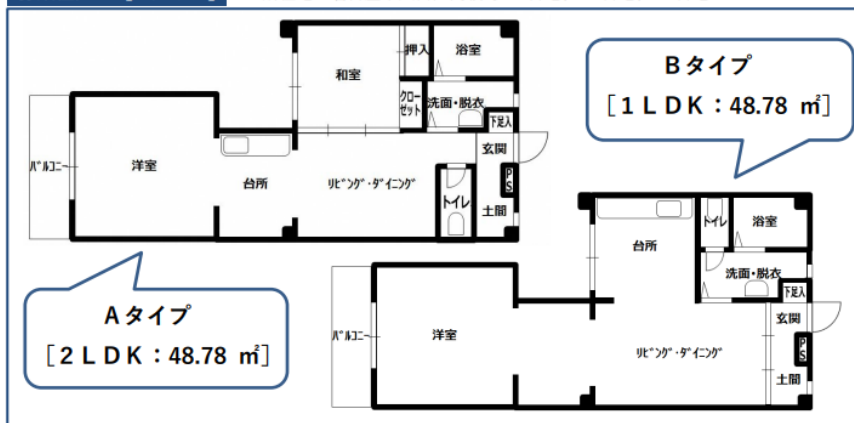 和室
押入
浴室
クローゼット
洗面・脱衣
下足入
玄関
PS
土間
トイレ
バルコニー
洋室
台所
リビング・ダイニング
Aタイプ
[2LDK:48.78 ㎡]
Bタイプ
[1LDK:48.78 ㎡]
台所
トイレ
浴室
洗面・脱衣
下足入
玄関
PS
土間
バルコニー
洋室
リビング・ダイニング